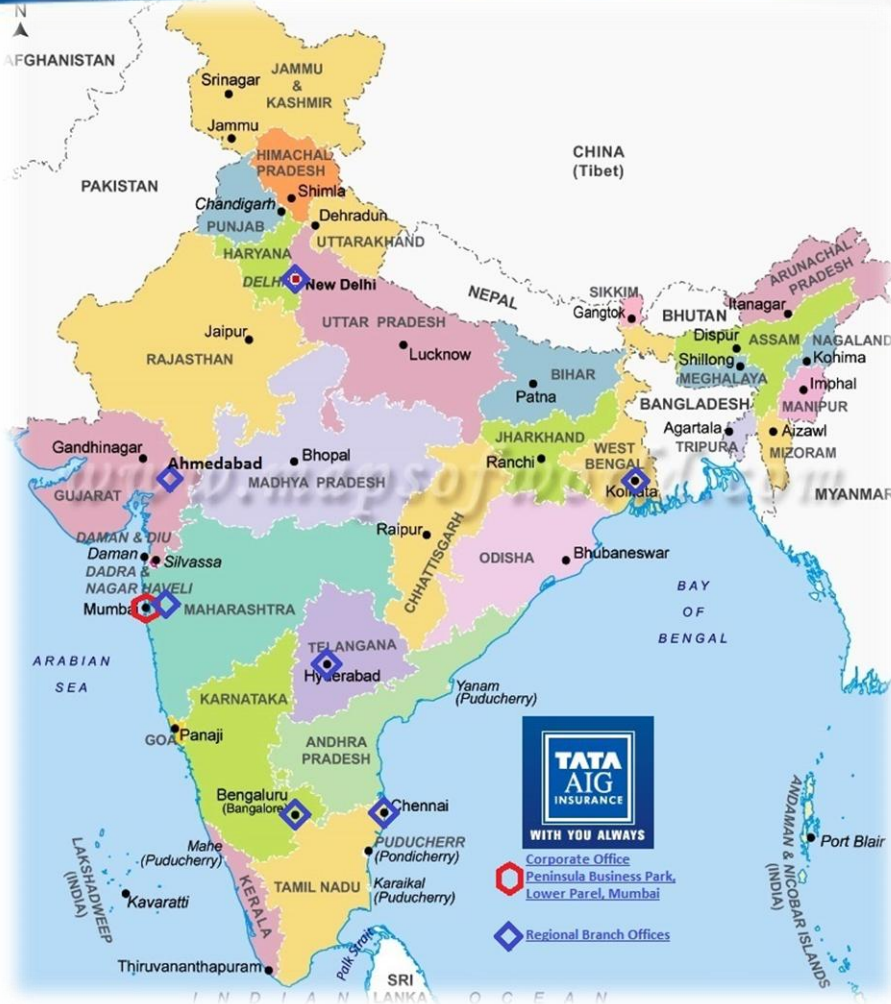 N
AFGHANISTAN
JAMMU
&
KASHMIR
Srinagar
Jammu
HIMACHAL
PRADESH
Shimla
CHINA
(Tibet)
PAKISTAN
Chandigarh
PUNJAB
Dehradun
UTTARAKHAND
HARYANA
DELHI
New Delhi
NEPAL
SIKKIM
Gangtok
BHUTAN
ARUNACHAL
PRADESH
Itanagar
Dispur
ASSAM
NAGALAND
Shillong
Kohima
MEGHALAYA
Imphal
MANIPUR
BANGLADESH
Agartala
TRIPURA
Aizawl
MIZORAM
MYANMAR
Jaipur
RAJASTHAN
UTTAR PRADESH
Lucknow
BIHAR
Patna
JHARKHAND
Ranchi
WEST
BENGAL
Kolkata
Gandhinagar
Ahmedabad
GUJARAT
Bhopal
MADHYA PRADESH
www.mapsofworld.com
DAMAN & DIU
Daman
Silvassa
DADRA &
NAGAR HAVELI
Mumbai
MAHARASHTRA
Raipur
CHHATTISGARH
ODISHA
Bhubaneswar
BAY
OF
BENGAL
ARABIAN
SEA
TELANGANA
Hyderabad
KARNATAKA
Yanam
(Puducherry)
GOA
Panaji
ANDHRA
PRADESH
Bengaluru
(Bangalore)
Chennai
Mahe
(Puducherry)
PUDUCHERR
(Pondicherry)
KERALA
TAMIL NADU
Karaikal
(Puducherry)
LAKSHADWEEP
(INDIA)
Kavaratti
Thiruvananthapuram
Palk Strait
SRI
LANKA
INDIAN OCEAN
TATA
AIG
INSURANCE
WITH YOU ALWAYS
Corporate Office
Peninsula Business Park,
Lower Parel, Mumbai
Regional Branch Offices
ANDAMAN & NICOBAR ISLANDS
(INDIA)
Port Blair